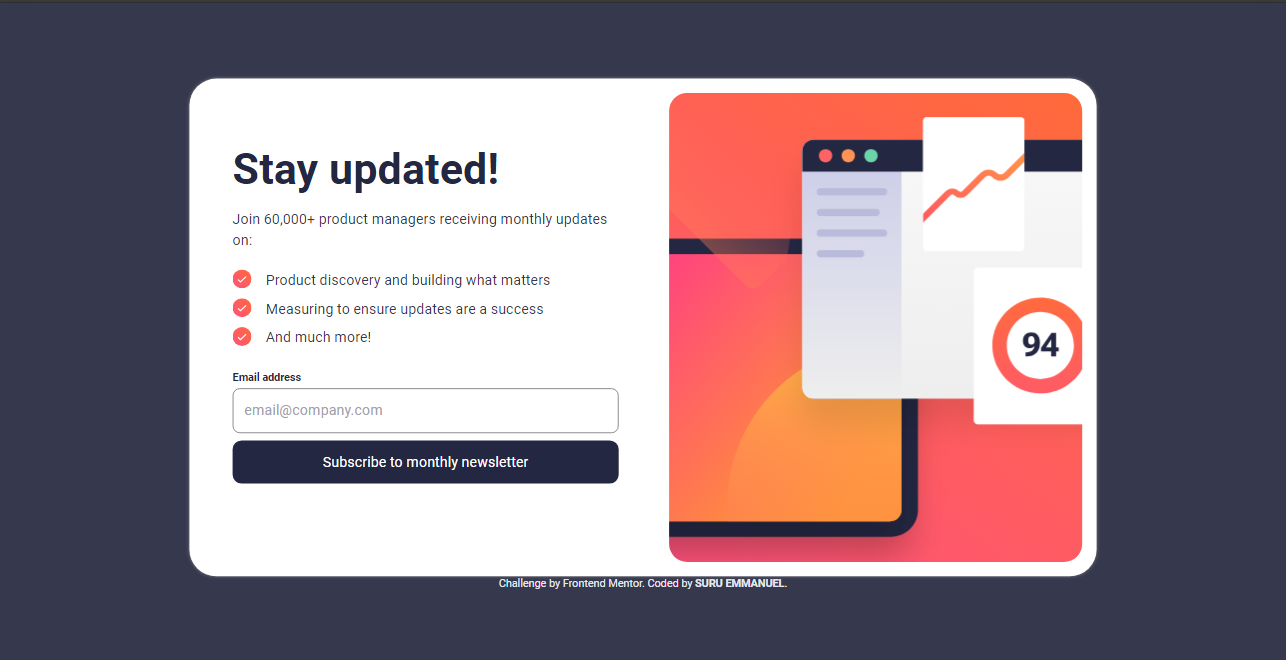 Stay updated!
Join 60,000+ product managers receiving monthly updates
on:
Product discovery and building what matters
Measuring to ensure updates are a success
And much more!
Email address
email@company.com
Subscribe to monthly newsletter
94
Challenge by Frontend Mentor. Coded by SURU EMMANUEL.